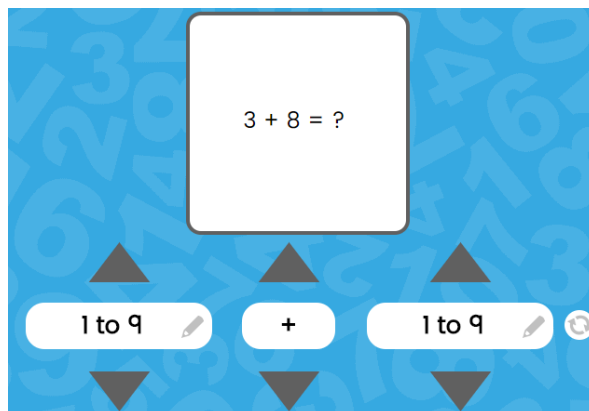 3 + 8 = ?
1 to 9 + 1 to 9